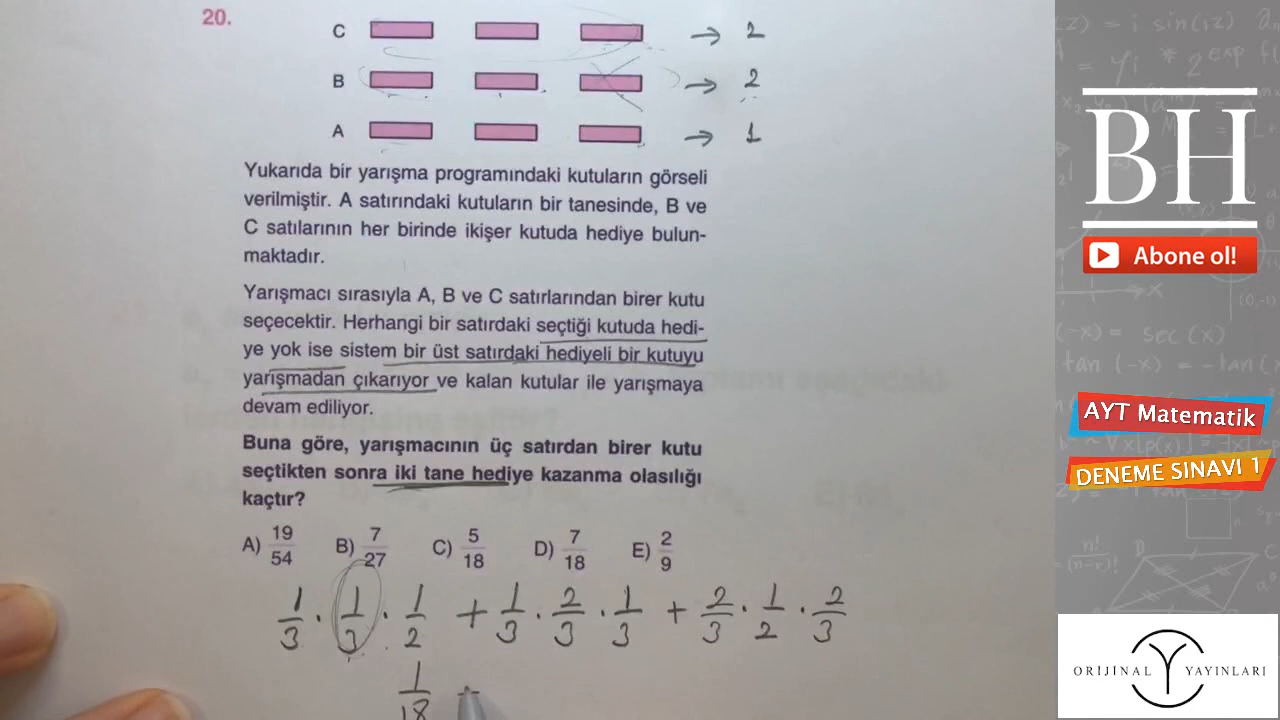 20.
C → 2
B → 2
A → 1
Yukarıda bir yarışma programındaki kutuların görseli
verilmiştir. A satırındaki kutuların bir tanesinde, B ve
C satılarının her birinde ikişer kutuda hediye bulun-
maktadır.
Yarışmacı sırasıyla A, B ve C satırlarından birer kutu
seçecektir. Herhangi bir satırdaki seçtiği kutuda hedi-
ye yok ise sistem bir üst satırdaki hediyeli bir kutuyu
yarışmadan çıkarıyor ve kalan kutular ile yarışmaya
devam ediliyor.
Buna göre, yarışmacının üç satırdan birer kutu
seçtikten sonra iki tane hediye kazanma olasılığı
kaçtır?
A) 19/54 B) 7/27 C) 5/18 D) 7/18 E) 2/9
1/3 · 1/3 · 1/2 + 1/3 · 2/3 · 1/3 + 2/3 · 1/2 · 2/3
1/18 +
BH
Abone ol!
AYT Matematik
DENEME SINAVI 1
ORİJİNAL Y YAYINLARI